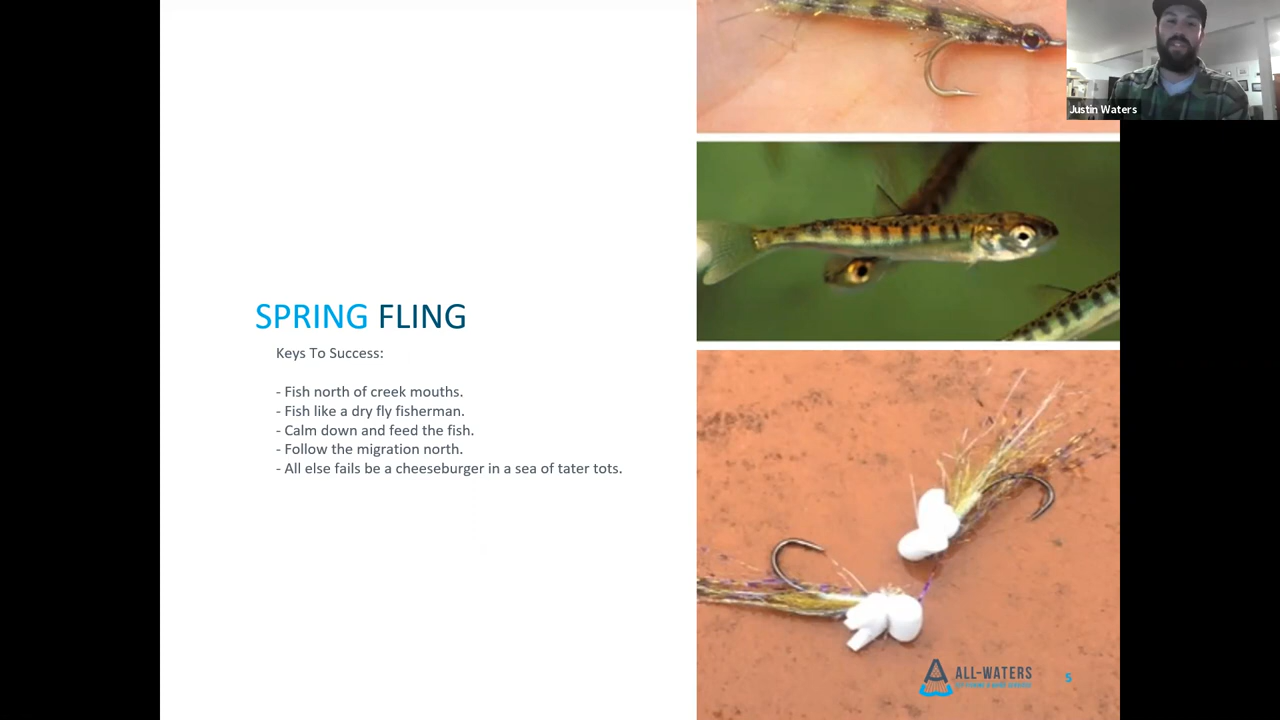 Justin Waters
SPRING FLING
Keys To Success:
- Fish north of creek mouths.
- Fish like a dry fly fisherman.
- Calm down and feed the fish.
- Follow the migration north.
- All else fails be a cheeseburger in a sea of tater tots.
ALL-WATERS
5